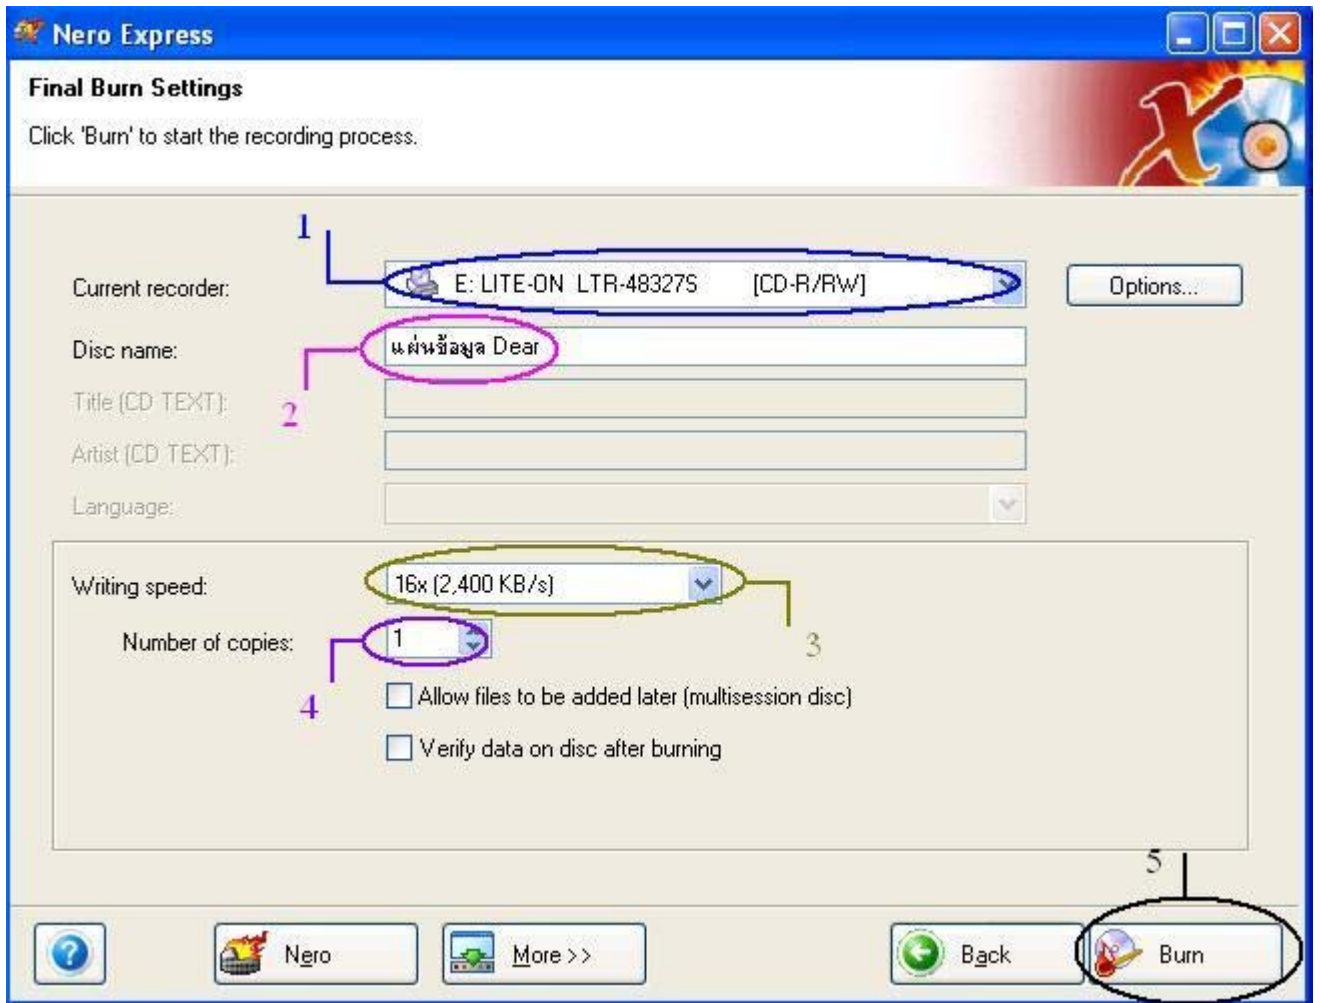 Nero Express
Final Burn Settings
Click 'Burn' to start the recording process.
1
Current recorder: E: LITE-ON LTR-48327S [CD-R/RW] Options...
Disc name: แผ่นข้อมูล Dear
2
Title (CD TEXT):
Artist (CD TEXT):
Language:
Writing speed: 16x (2,400 KB/s)
3
Number of copies: 1
4
Allow files to be added later (multisession disc)
Verify data on disc after burning
5
? Nero More >> Back Burn